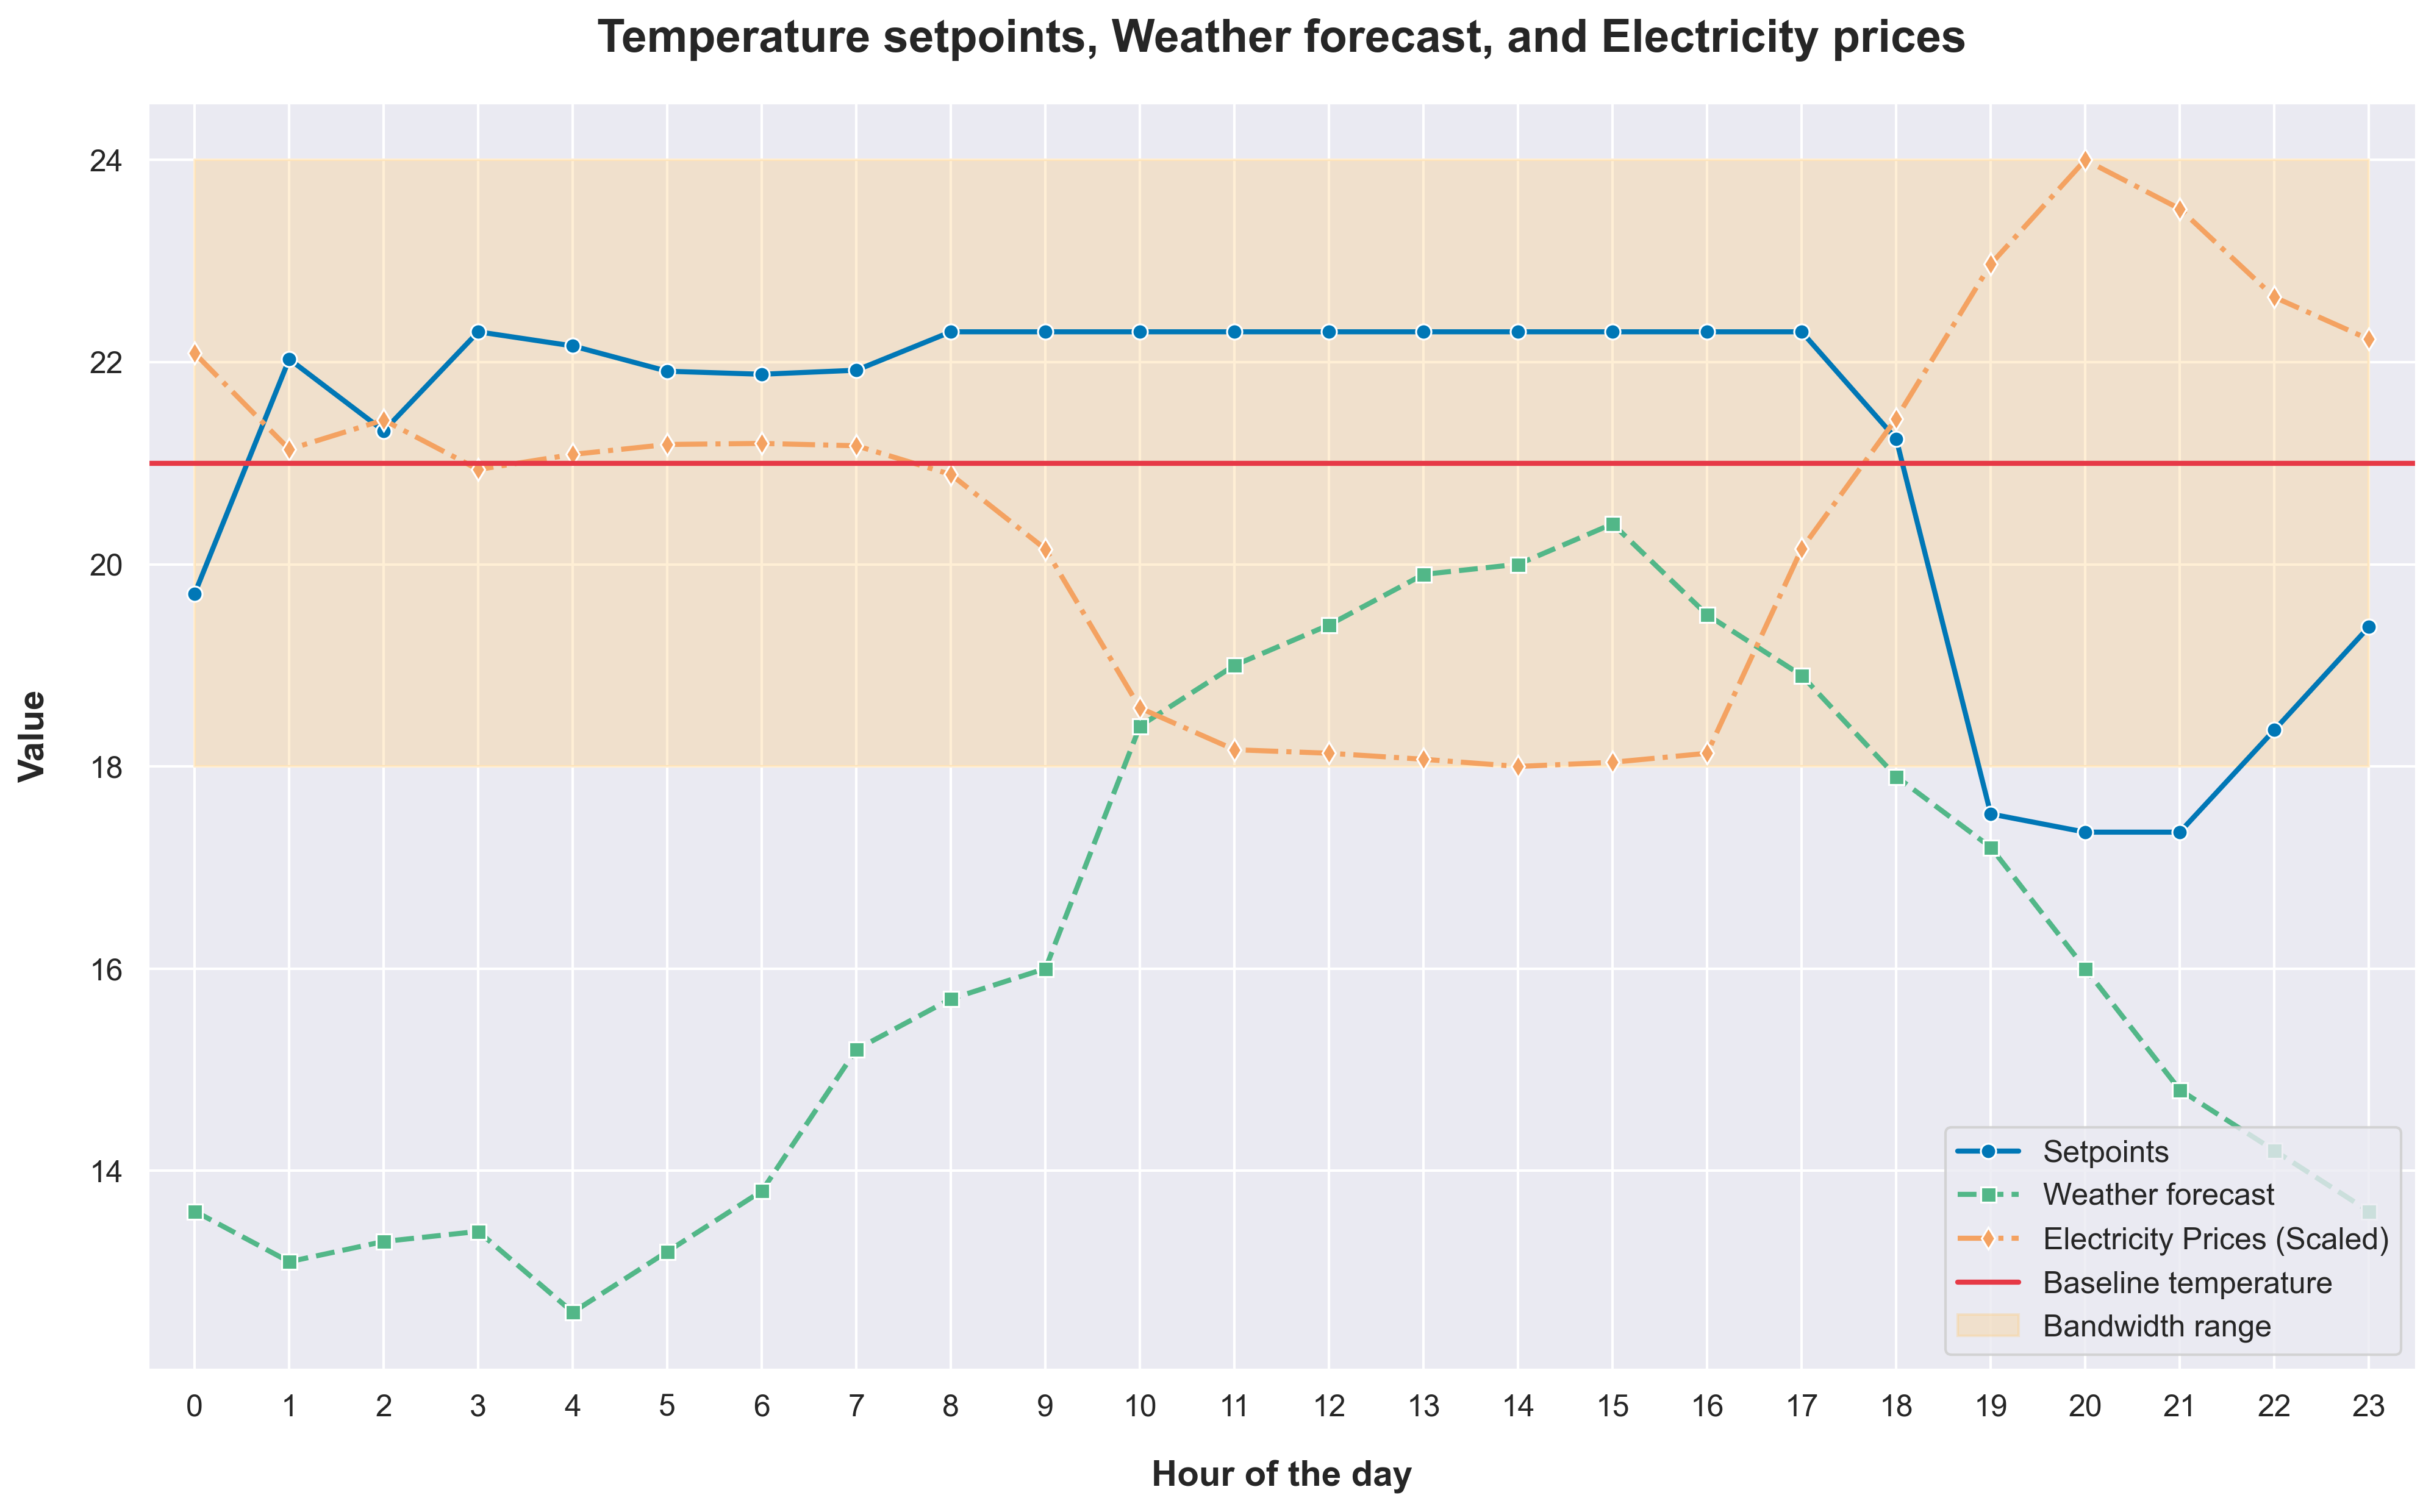 Temperature setpoints, Weather forecast, and Electricity prices
Value
24
22
20
18
16
14
Setpoints
Weather forecast
Electricity Prices (Scaled)
Baseline temperature
Bandwidth range
0 1 2 3 4 5 6 7 8 9 10 11 12 13 14 15 16 17 18 19 20 21 22 23
Hour of the day